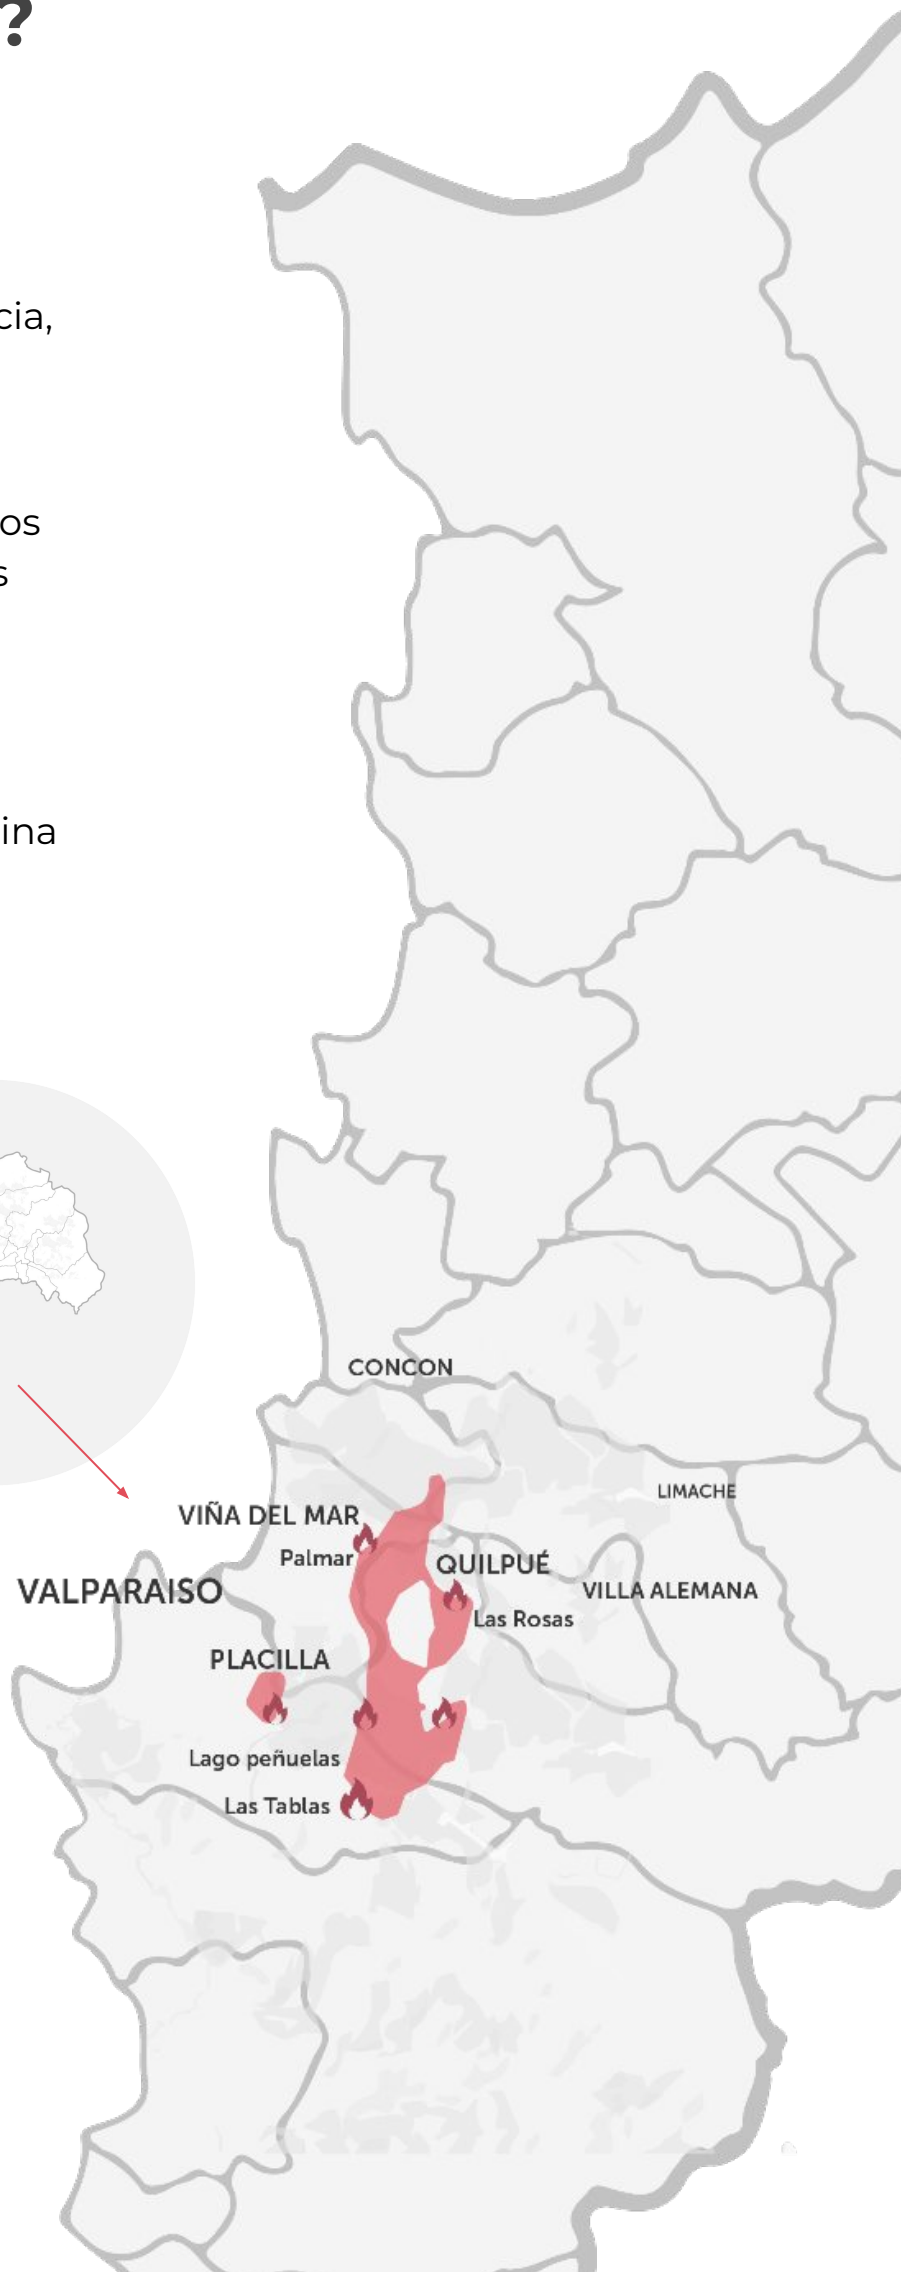 ?
cia,
os
s
ina
CONCON
LIMACHE
VIÑA DEL MAR
Palmar
QUILPUÉ
VALPARAISO
VILLA ALEMANA
Las Rosas
PLACILLA
Lago peñuelas
Las Tablas